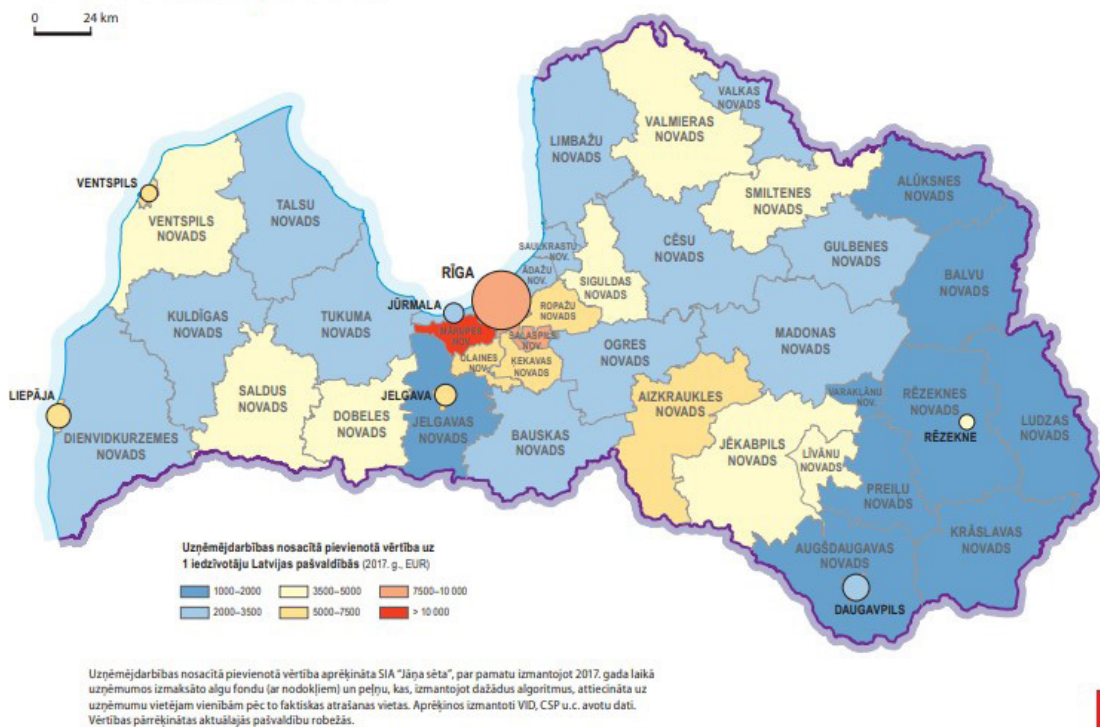 0 24 km
VALKAS
NOVADS
VALMIERAS
NOVADS
LIMBAŽU
NOVADS
VENTSPILS
ALŪKSNES
NOVADS
SMILTENES
NOVADS
TALSU
NOVADS
VENTSPILS
NOVADS
CĒSU
NOVADS
GULBENES
NOVADS
SAULKRASTU
NOV.
ĀDAŽU
NOV.
RĪGA
SIGULDAS
NOVADS
BALVU
NOVADS
JŪRMALA
ROPAŽU
NOVADS
KULDĪGAS
NOVADS
TUKUMA
NOVADS
MĀRUPES
NOV.
SALASPILS
NOV.
MADONAS
NOVADS
OGRES
NOVADS
OLAINES
NOV.
ĶEKAVAS
NOVADS
LIEPĀJA
SALDUS
NOVADS
JELGAVA
AIZKRAUKLES
NOVADS
VARAKLĀNU
NOV.
RĒZEKNES
NOVADS
DOBELES
NOVADS
JELGAVAS
NOVADS
LUDZAS
NOVADS
DIENVIDKURZEMES
NOVADS
BAUSKAS
NOVADS
RĒZEKNE
JĒKABPILS
NOVADS
LĪVĀNU
NOVADS
PREIĻU
NOVADS
KRĀSLAVAS
NOVADS
AUGŠDAUGAVAS
NOVADS
DAUGAVPILS
Uzņēmējdarbības nosacītā pievienotā vērtība uz
1 iedzīvotāju Latvijas pašvaldībās (2017. g., EUR)
1000–2000 3500–5000 7500–10 000
2000–3500 5000–7500 > 10 000
Uzņēmējdarbības nosacītā pievienotā vērtība aprēķināta SIA "Jāņa sēta", par pamatu izmantojot 2017. gada laikā
uzņēmumos izmaksāto algu fondu (ar nodokļiem) un peļņu, kas, izmantojot dažādus algoritmus, attiecināta uz
uzņēmumu vietējām vienībām pēc to faktiskas atrašanas vietas. Aprēķinos izmantoti VID, CSP u.c. avotu dati.
Vērtības pārrēķinātas aktuālajās pašvaldību robežās.